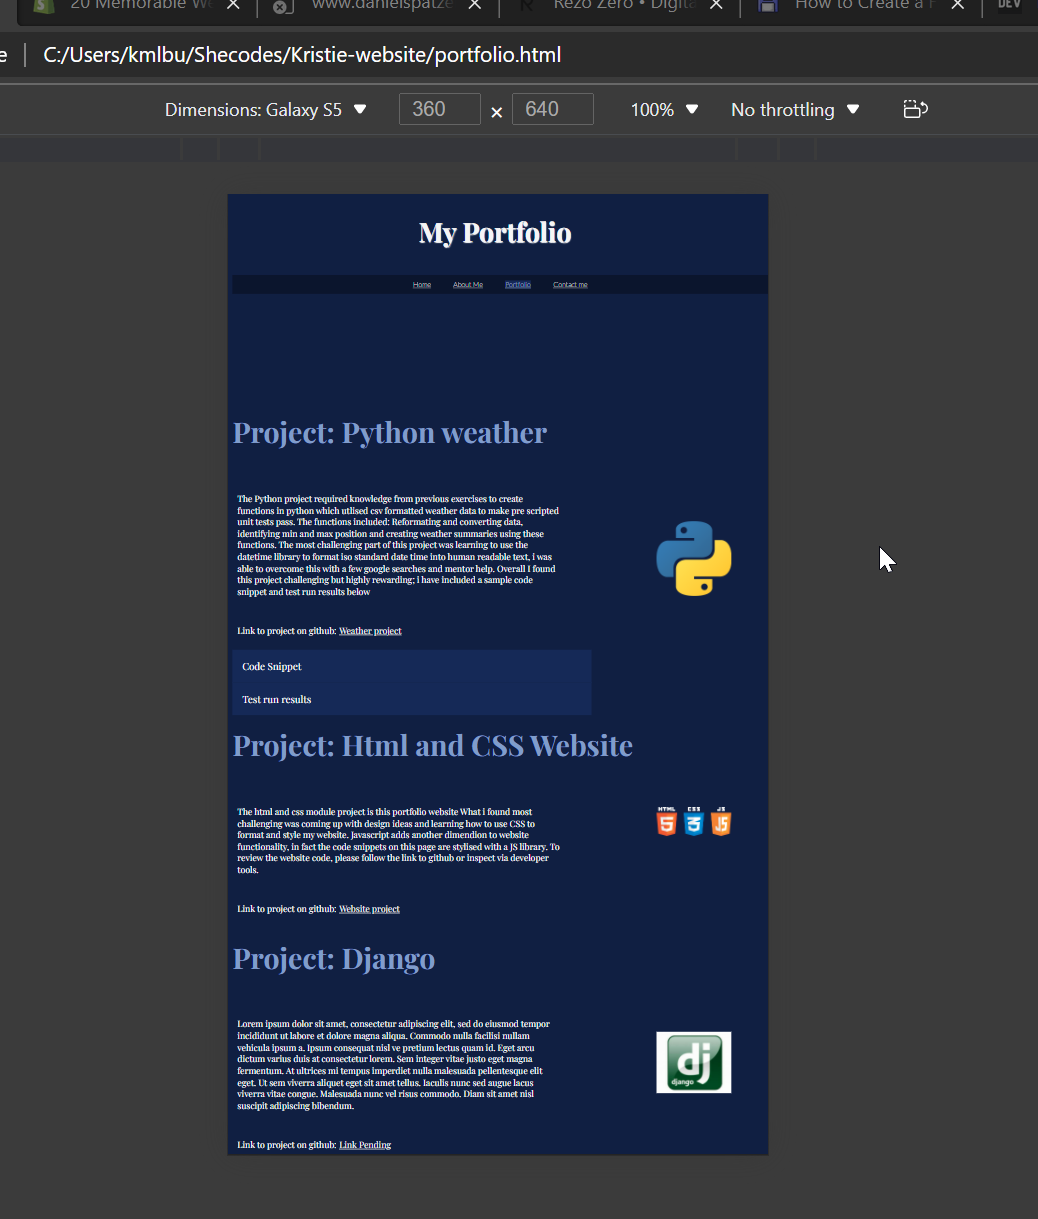 20 Memorable We
www.danielspatze
Rezo Zero • Digita
How to Create a F
DEV
e | C:/Users/kmlbu/Shecodes/Kristie-website/portfolio.html
Dimensions: Galaxy S5 360 × 640 100% No throttling
My Portfolio
Home About Me Portfolio Contact me
Project: Python weather
The Python project required knowledge from previous exercises to create
functions in python which utlised csv formatted weather data to make pre scripted
unit tests pass. The functions included: Reformating and converting data,
identifying min and max position and creating weather summaries using these
functions. The most challenging part of this project was learning to use the
datetime library to format iso standard date time into human readable text, i was
able to overcome this with a few google searches and mentor help. Overall I found
this project challenging but highly rewarding; i have included a sample code
snippet and test run results below
Link to project on github: Weather project
Code Snippet
Test run results
Project: Html and CSS Website
The html and css module project is this portfolio website What i found most
challenging was coming up with design ideas and learning how to use CSS to
format and style my website. Javascript adds another dimendion to website
functionality, in fact the code snippets on this page are stylised with a JS library. To
review the website code, please follow the link to github or inspect via developer
tools.
HTML CSS JS
5 3 JS
Link to project on github: Website project
Project: Django
Lorem ipsum dolor sit amet, consectetur adipiscing elit, sed do eiusmod tempor
incididunt ut labore et dolore magna aliqua. Commodo nulla facilisi nullam
vehicula ipsum a. Ipsum consequat nisl ve pretium lectus quam id. Eget arcu
dictum varius duis at consectetur lorem. Sem integer vitae justo eget magna
fermentum. At ultrices mi tempus imperdiet nulla malesuada pellentesque elit
eget. Ut sem viverra aliquet eget sit amet tellus. Iaculis nunc sed augue lacus
viverra vitae congue. Malesuada nunc vel risus commodo. Diam sit amet nisl
suscipit adipiscing bibendum.
dj
django
Link to project on github: Link Pending